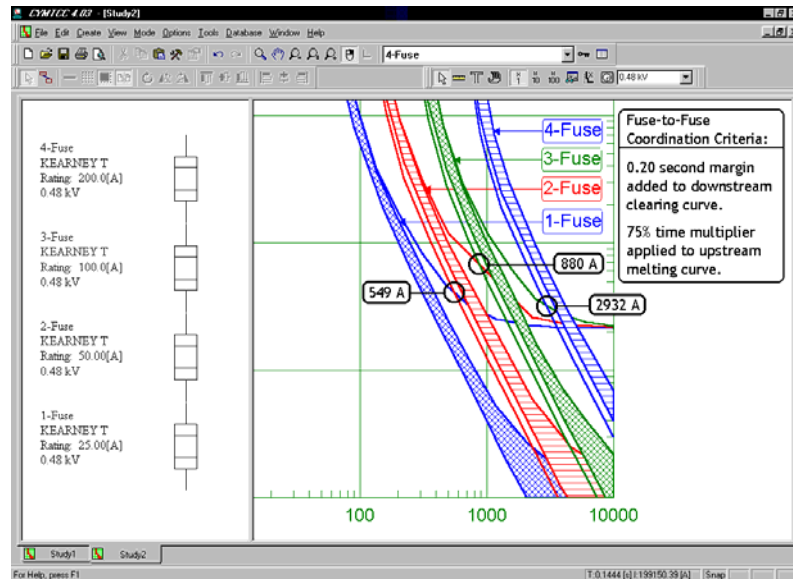 CYMTCC 4.03 - [Study2]
File Edit Create View Mode Options Tools Database Window Help
4-Fuse
0.48 kV
4-Fuse
KEARNEY T
Rating: 200.0[A]
0.48 kV
3-Fuse
KEARNEY T
Rating: 100.0[A]
0.48 kV
2-Fuse
KEARNEY T
Rating: 50.00[A]
0.48 kV
1-Fuse
KEARNEY T
Rating: 25.00[A]
0.48 kV
4-Fuse
3-Fuse
2-Fuse
1-Fuse
880 A
549 A
2932 A
Fuse-to-Fuse
Coordination Criteria:
0.20 second margin
added to downstream
clearing curve.
75% time multiplier
applied to upstream
melting curve.
100 1000 10000
Study1 Study2
For Help, press F1
T:0.1444 [s] I:199150.39 [A] Snap